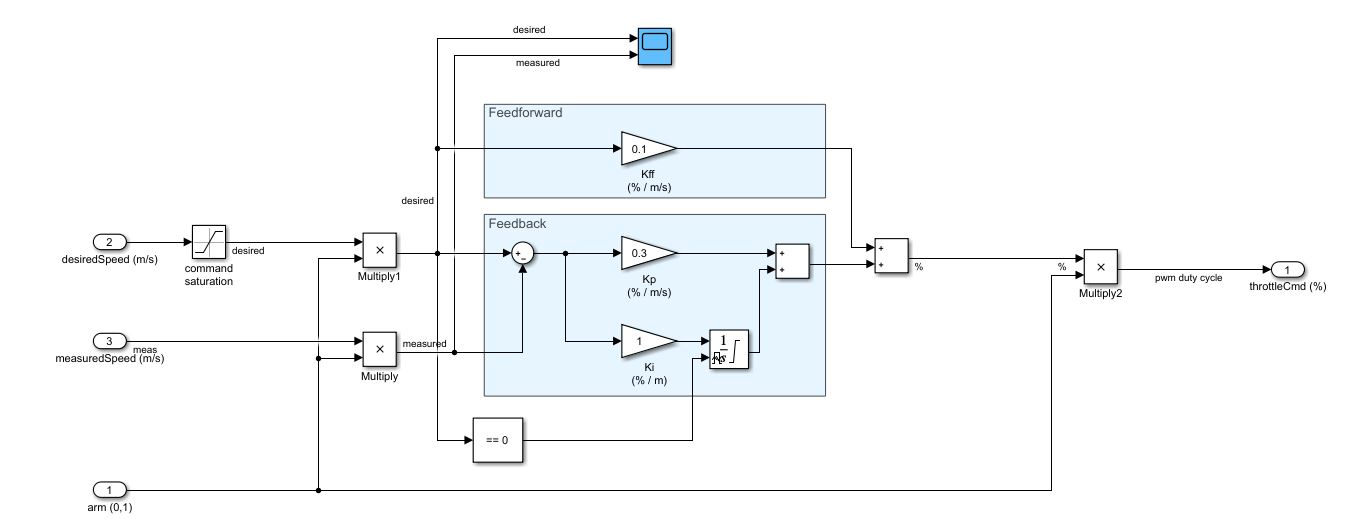 desired
measured
Feedforward
0.1
Kff
(% / m/s)
desired
Feedback
2
desiredSpeed (m/s)
command
saturation
desired
×
Multiply1
+
−
0.3
Kp
(% / m/s)
+
+
+
+
%
%
×
Multiply2
pwm duty cycle
1
throttleCmd (%)
3
meas
measuredSpeed (m/s)
×
Multiply
measured
1
Ki
(% / m)
1
s
== 0
1
arm (0,1)